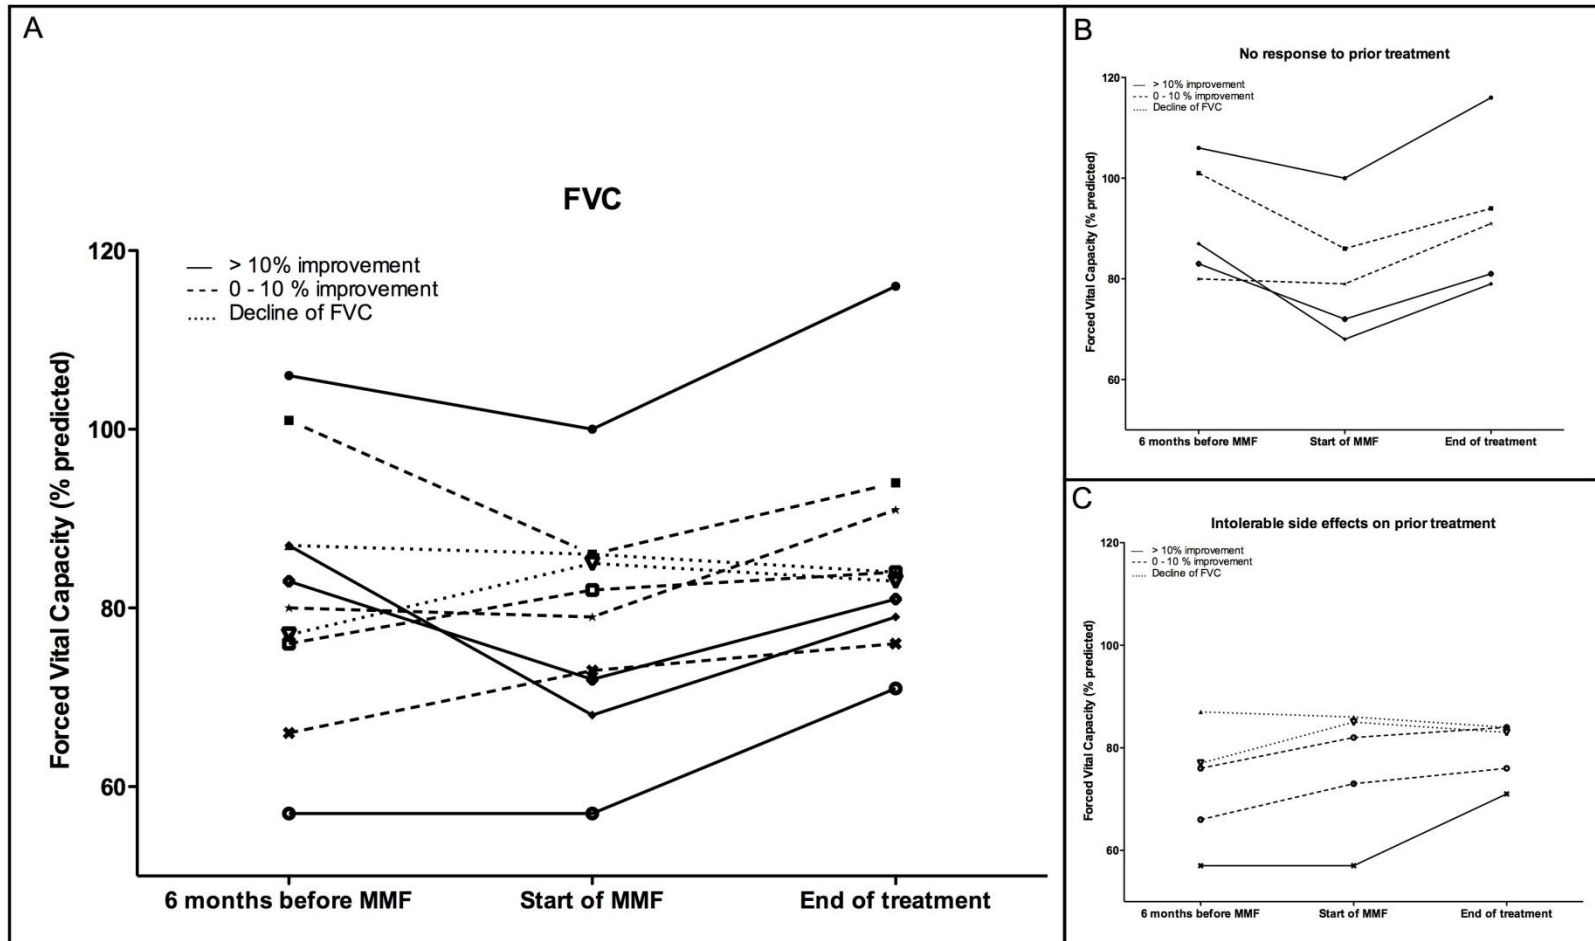 A
FVC
120
> 10% improvement
0 - 10 % improvement
Decline of FVC
100
80
60
Forced Vital Capacity (% predicted)
6 months before MMF
Start of MMF
End of treatment
B
No response to prior treatment
120
> 10% improvement
0 - 10 % improvement
Decline of FVC
100
80
60
Forced Vital Capacity (% predicted)
6 months before MMF
Start of MMF
End of treatment
C
Intolerable side effects on prior treatment
120
> 10% improvement
0 - 10 % improvement
Decline of FVC
100
80
60
Forced Vital Capacity (% predicted)
6 months before MMF
Start of MMF
End of treatment